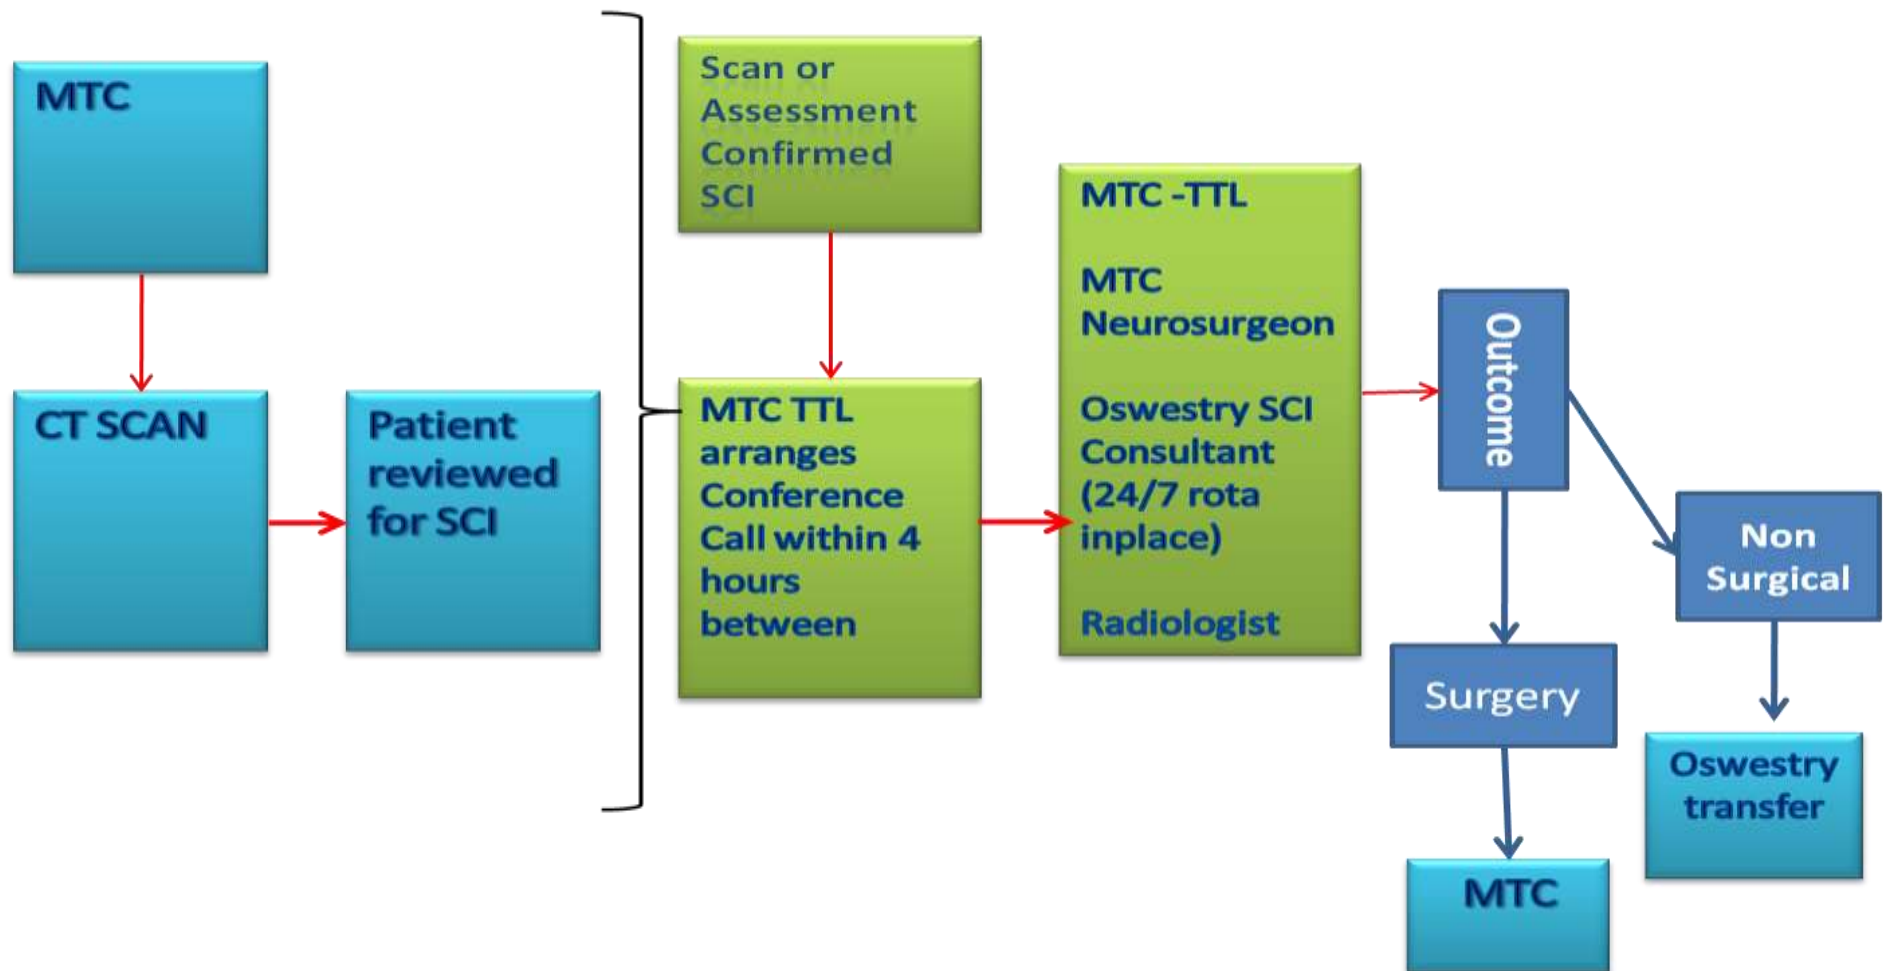 MTC
CT SCAN
Patient
reviewed
for SCI
Scan or
Assessment
Confirmed
SCI
MTC TTL
arranges
Conference
Call within 4
hours
between
MTC -TTL
MTC
Neurosurgeon
Oswestry SCI
Consultant
(24/7 rota
inplace)
Radiologist
Outcome
Surgery
MTC
Non
Surgical
Oswestry
transfer